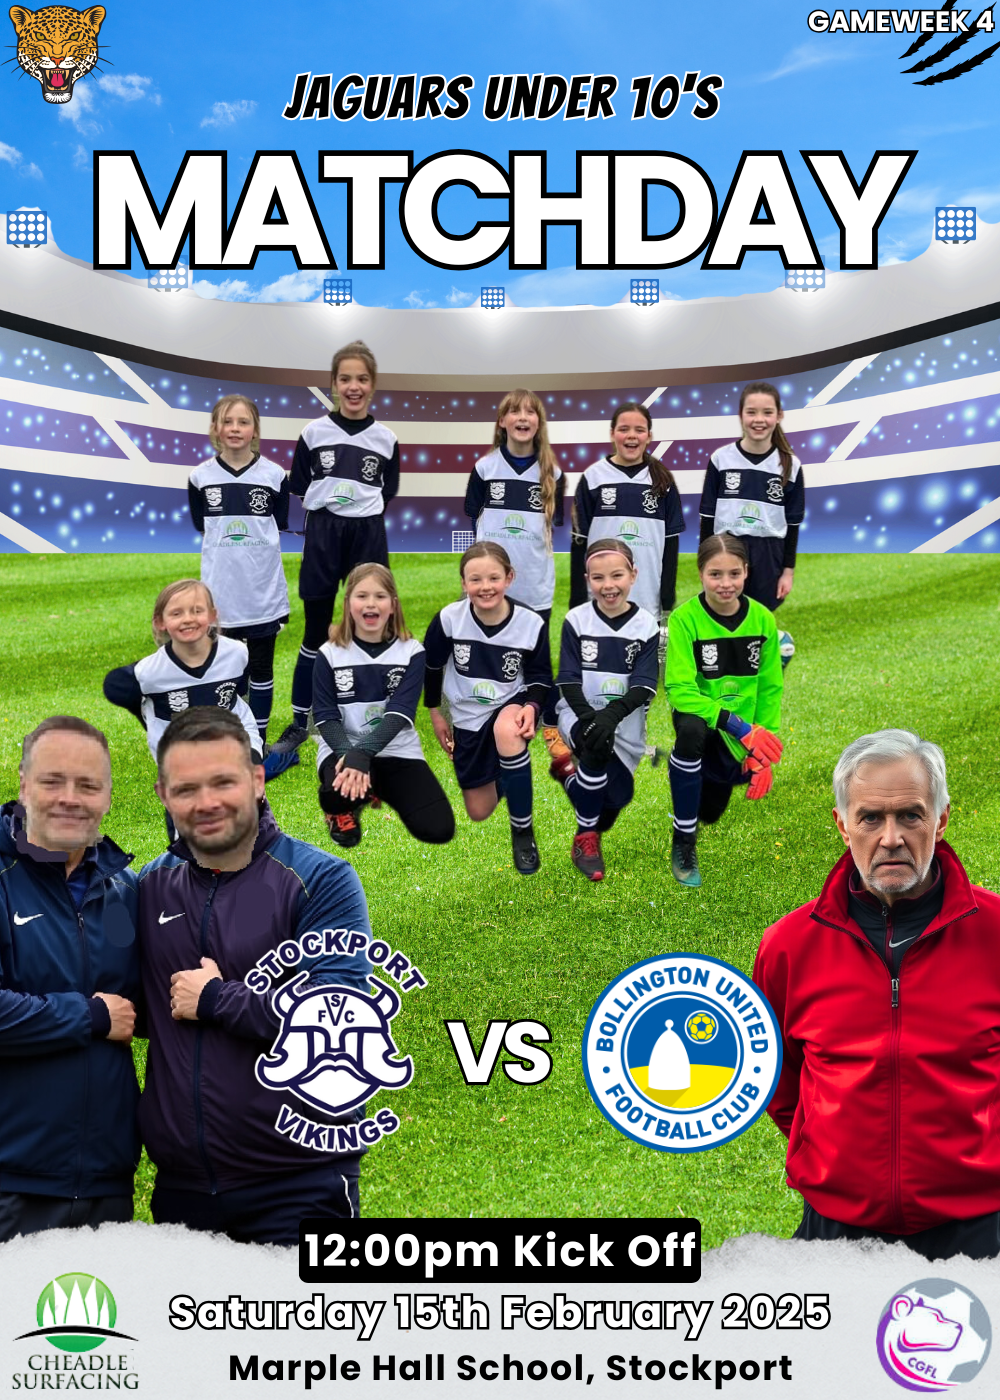 GAMEWEEK 4
JAGUARS UNDER 10'S
MATCHDAY
STOCKPORT
SFVC
VIKINGS
VS
BOLLINGTON UNITED
FOOTBALL CLUB
12:00pm Kick Off
Saturday 15th February 2025
Marple Hall School, Stockport
CHEADLE
SURFACING
CGFL